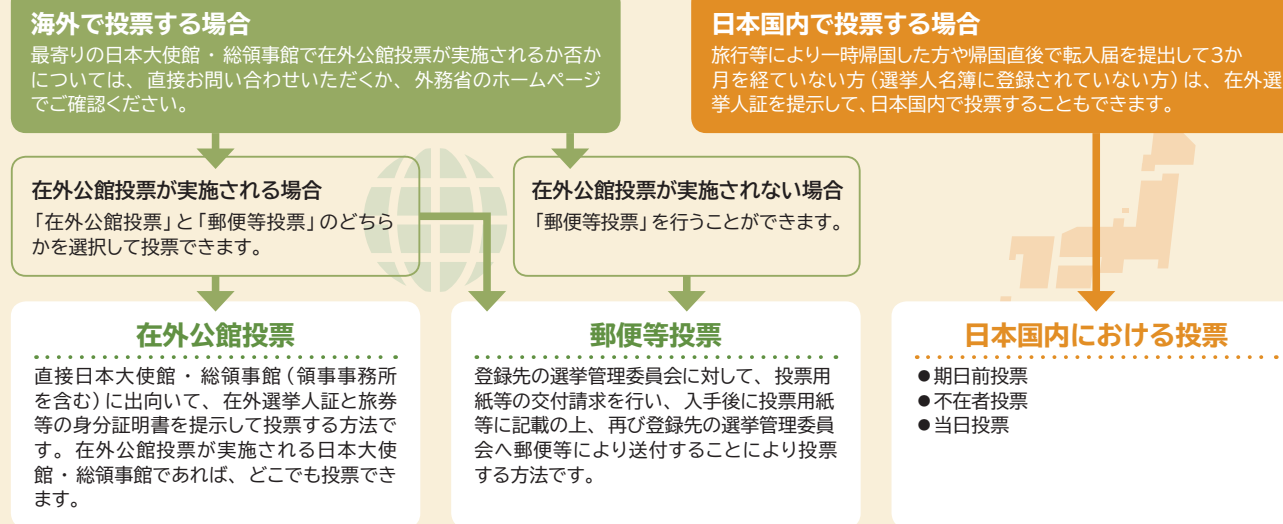 海外で投票する場合
最寄りの日本大使館・総領事館で在外公館投票が実施されるか否か
については、直接お問い合わせいただくか、外務省のホームページ
でご確認ください。
日本国内で投票する場合
旅行等により一時帰国した方や帰国直後で転入届を提出して3か
月を経ていない方(選挙人名簿に登録されていない方)は、在外選
挙人証を提示して、日本国内で投票することもできます。
在外公館投票が実施される場合
「在外公館投票」と「郵便等投票」のどちら
かを選択して投票できます。
在外公館投票が実施されない場合
「郵便等投票」を行うことができます。
在外公館投票
直接日本大使館・総領事館(領事事務所
を含む)に出向いて、在外選挙人証と旅券
等の身分証明書を提示して投票する方法で
す。在外公館投票が実施される日本大使
館・総領事館であれば、どこでも投票でき
ます。
郵便等投票
登録先の選挙管理委員会に対して、投票用
紙等の交付請求を行い、入手後に投票用紙
等に記載の上、再び登録先の選挙管理委員
会へ郵便等により送付することにより投票
する方法です。
日本国内における投票
●期日前投票
●不在者投票
●当日投票